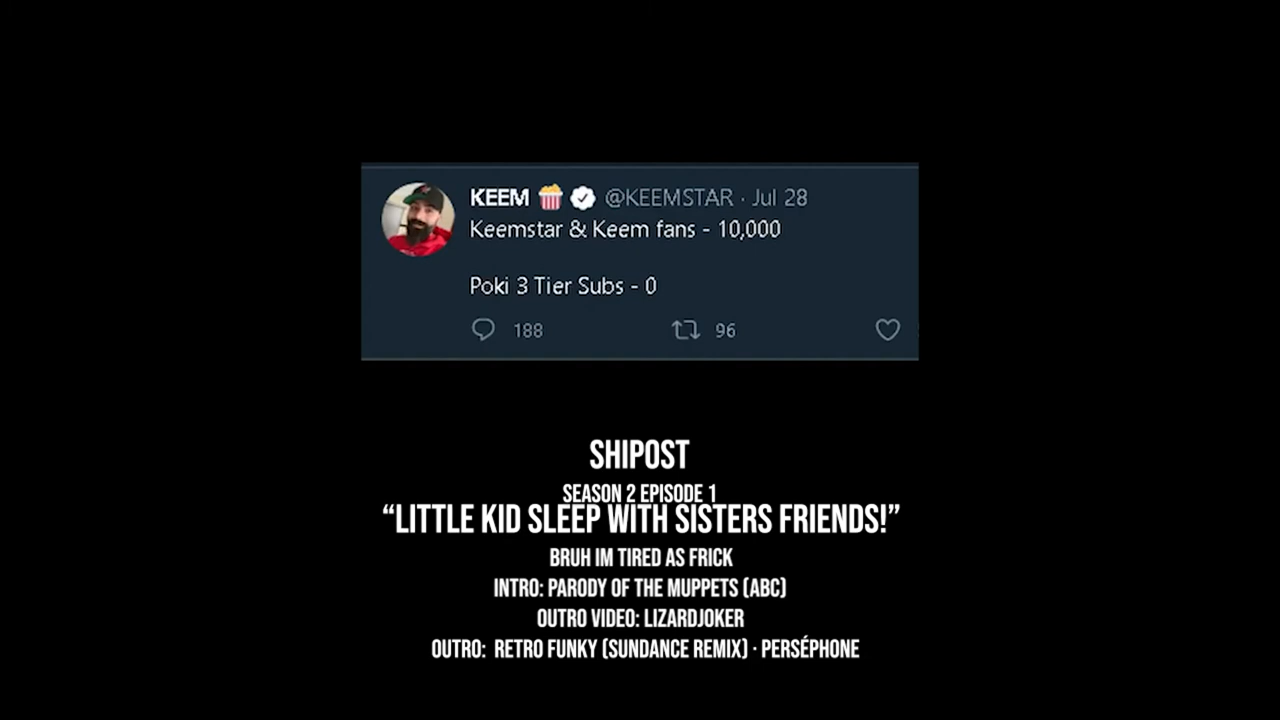 KEEM @KEEMSTAR · Jul 28
Keemstar & Keem fans - 10,000
Poki 3 Tier Subs - 0
188 96
SHIPOST
SEASON 2 EPISODE 1
“LITTLE KID SLEEP WITH SISTERS FRIENDS!”
BRUH IM TIRED AS FRICK
INTRO: PARODY OF THE MUPPETS (ABC)
OUTRO VIDEO: LIZARDJOKER
OUTRO: RETRO FUNKY (SUNDANCE REMIX) · PERSÉPHONE